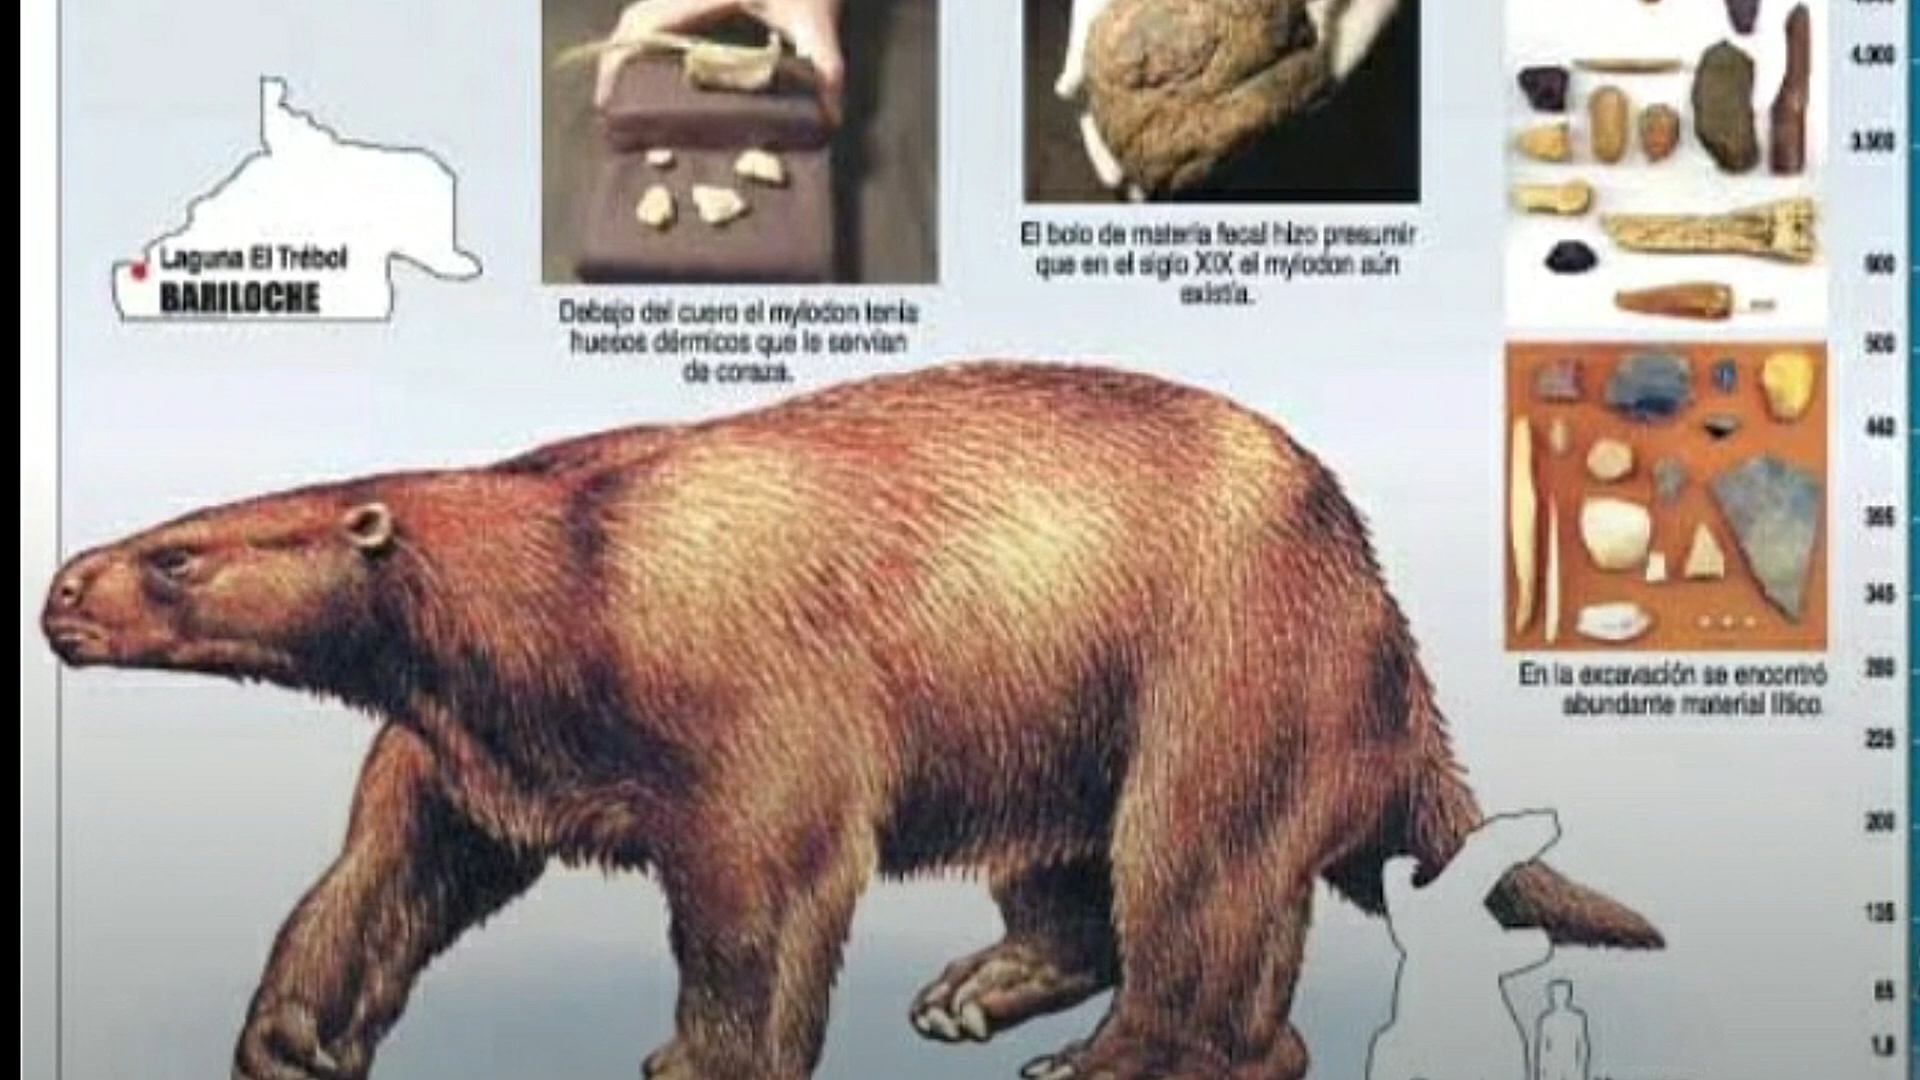 Laguna El Trébol
BARILOCHE
Debajo del cuero el mylodon tenía
huesos dérmicos que le servían
de coraza.
El bolo de materia fecal hizo presumir
que en el siglo XIX el mylodon aún
existía.
En la excavación se encontró
abundante material lítico.
4.000
3.500
900
500
440
355
345
280
225
200
135
65
1,8